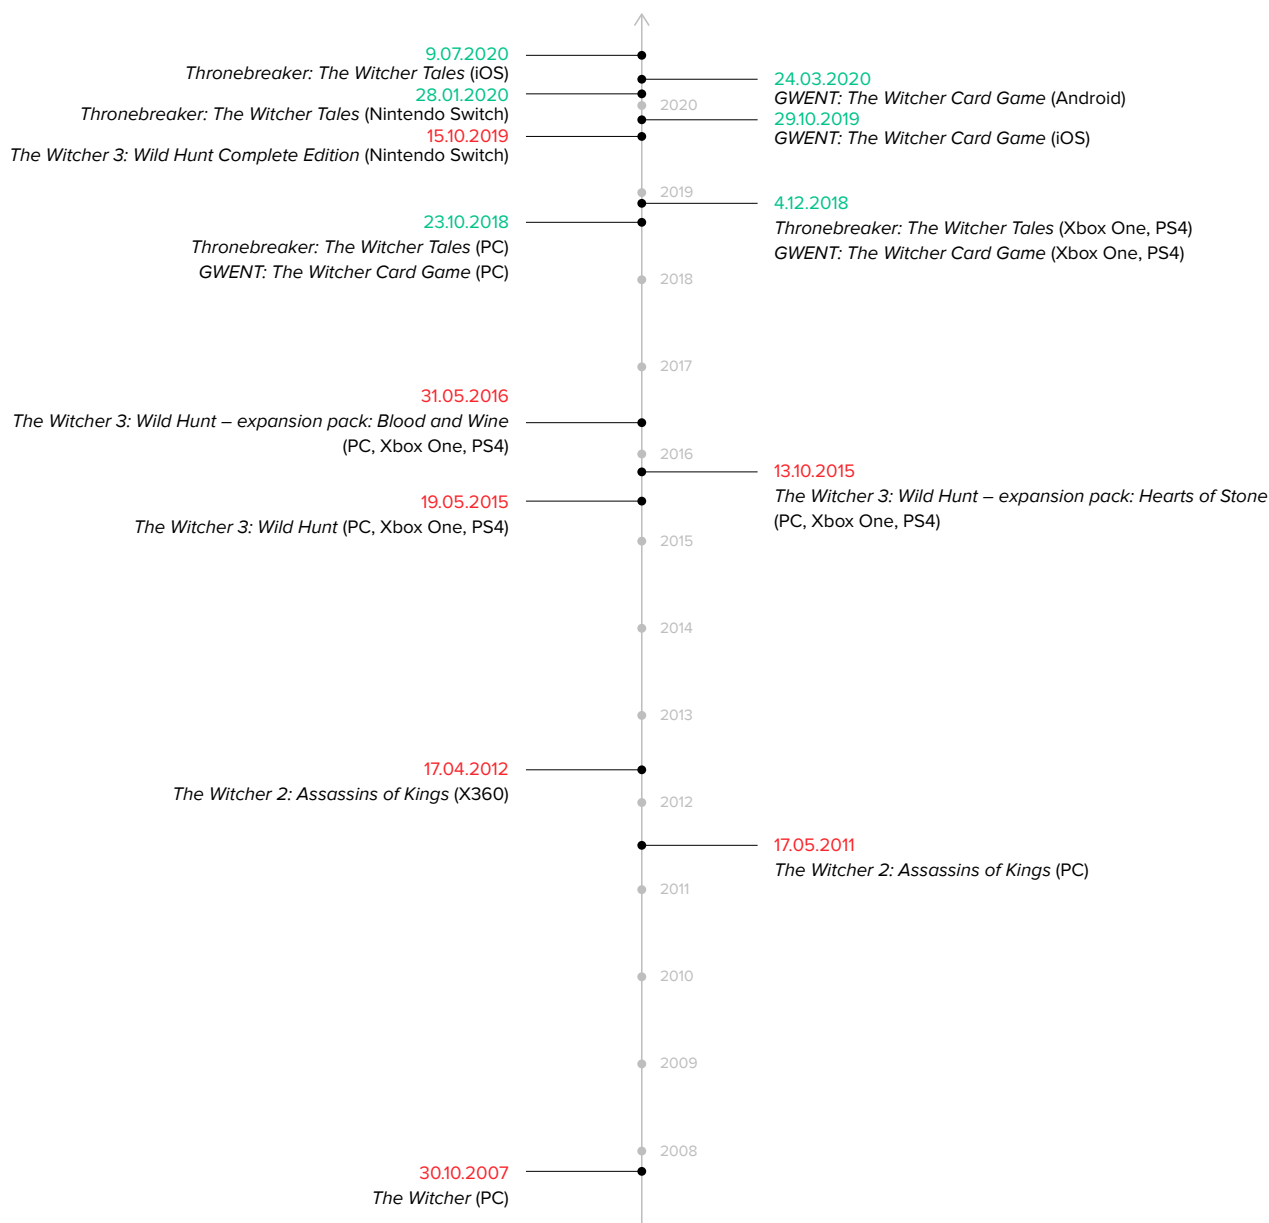 9.07.2020
Thronebreaker: The Witcher Tales (iOS)
24.03.2020
GWENT: The Witcher Card Game (Android)
28.01.2020
Thronebreaker: The Witcher Tales (Nintendo Switch)
2020
29.10.2019
GWENT: The Witcher Card Game (iOS)
15.10.2019
The Witcher 3: Wild Hunt Complete Edition (Nintendo Switch)
2019
4.12.2018
Thronebreaker: The Witcher Tales (Xbox One, PS4)
GWENT: The Witcher Card Game (Xbox One, PS4)
23.10.2018
Thronebreaker: The Witcher Tales (PC)
GWENT: The Witcher Card Game (PC)
2018
2017
31.05.2016
The Witcher 3: Wild Hunt – expansion pack: Blood and Wine
(PC, Xbox One, PS4)
2016
13.10.2015
The Witcher 3: Wild Hunt – expansion pack: Hearts of Stone
(PC, Xbox One, PS4)
19.05.2015
The Witcher 3: Wild Hunt (PC, Xbox One, PS4)
2015
2014
2013
17.04.2012
The Witcher 2: Assassins of Kings (X360)
2012
17.05.2011
The Witcher 2: Assassins of Kings (PC)
2011
2010
2009
2008
30.10.2007
The Witcher (PC)